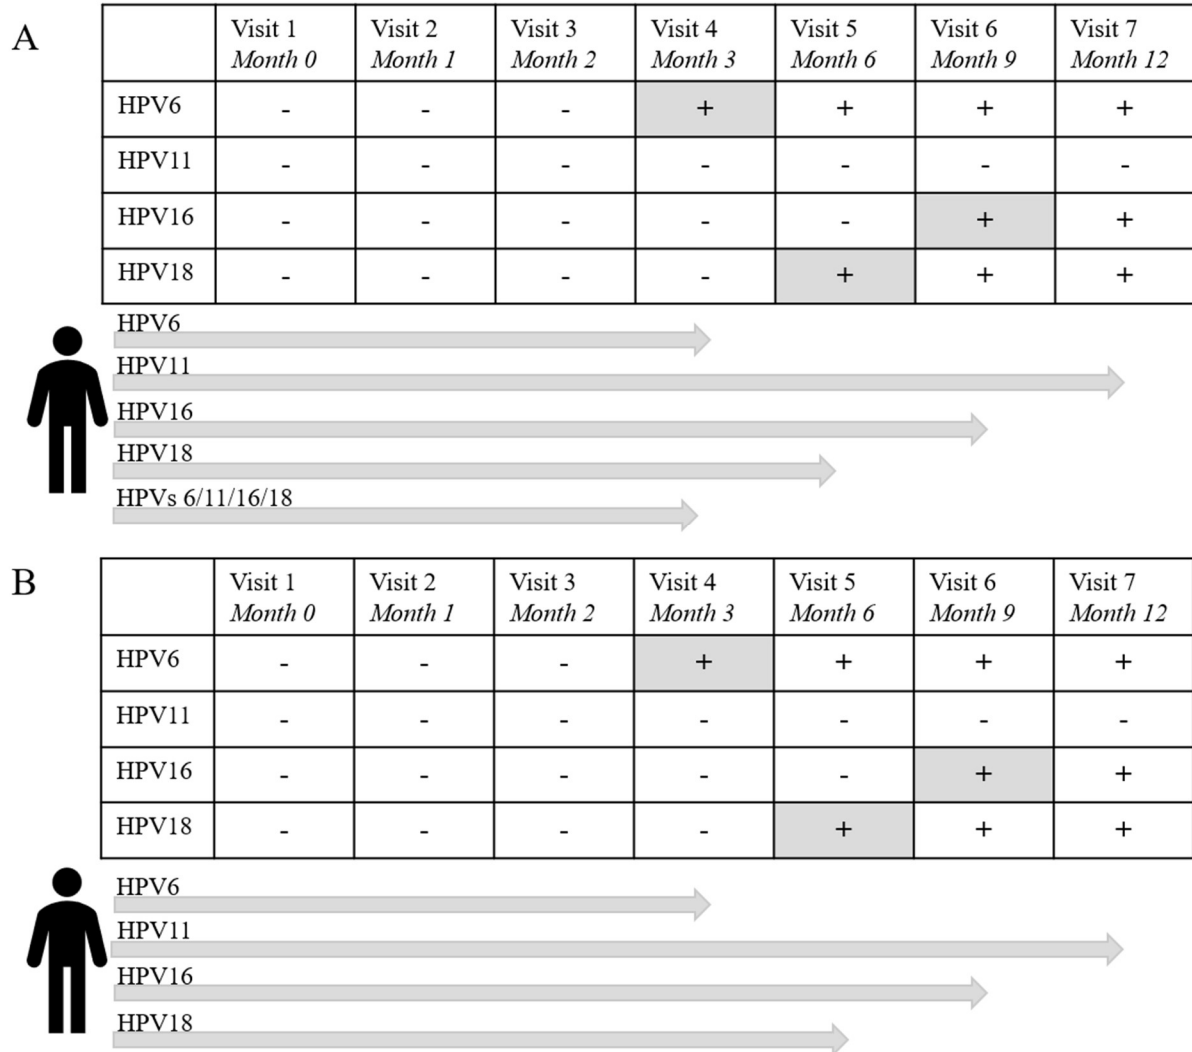 A
Visit 1 Visit 2 Visit 3 Visit 4 Visit 5 Visit 6 Visit 7
Month 0 Month 1 Month 2 Month 3 Month 6 Month 9 Month 12
HPV6 - - - + + + +
HPV11 - - - - - - -
HPV16 - - - - - + +
HPV18 - - - - + + +
HPV6
HPV11
HPV16
HPV18
HPVs 6/11/16/18
B
Visit 1 Visit 2 Visit 3 Visit 4 Visit 5 Visit 6 Visit 7
Month 0 Month 1 Month 2 Month 3 Month 6 Month 9 Month 12
HPV6 - - - + + + +
HPV11 - - - - - - -
HPV16 - - - - - + +
HPV18 - - - - + + +
HPV6
HPV11
HPV16
HPV18